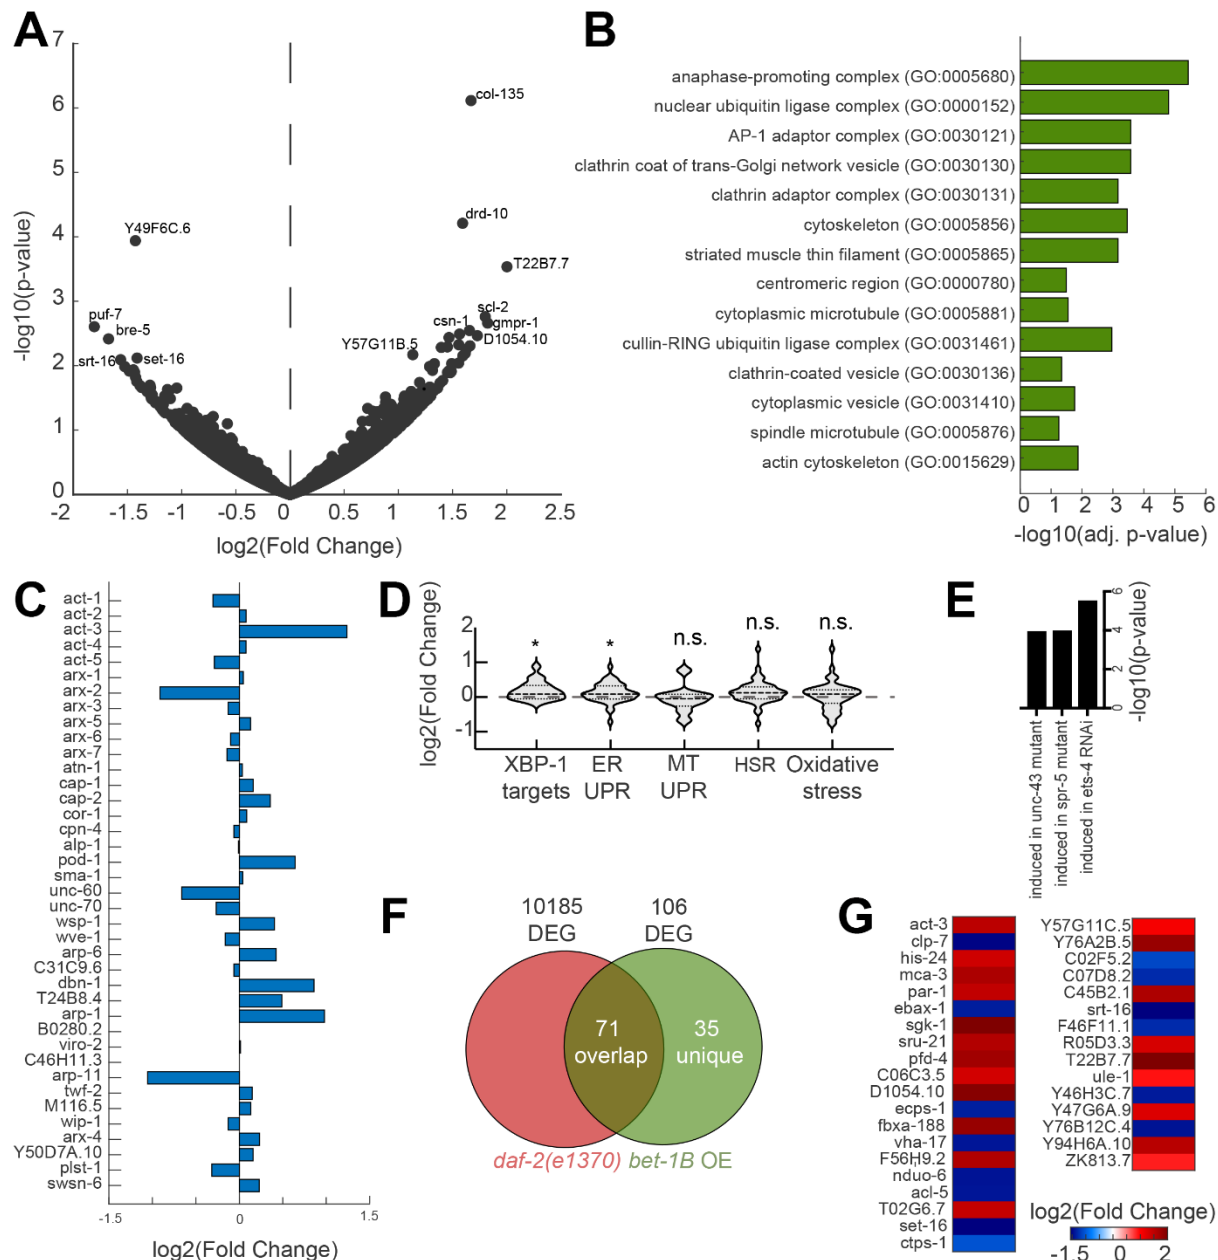 A
7
6
5
4
3
2
1
0
-log10(p-value)
-2
-1.5
-1
-0.5
0
0.5
1
1.5
2
2.5
log2(Fold Change)
col-135
drd-10
Y49F6C.6
T22B7.7
puf-7
bre-5
srt-16
set-16
scl-2
csn-1
gmpr-1
D1054.10
Y57G11B.5
B
anaphase-promoting complex (GO:0005680)
nuclear ubiquitin ligase complex (GO:0000152)
AP-1 adaptor complex (GO:0030121)
clathrin coat of trans-Golgi network vesicle (GO:0030130)
clathrin adaptor complex (GO:0030131)
cytoskeleton (GO:0005856)
striated muscle thin filament (GO:0005865)
centromeric region (GO:0000780)
cytoplasmic microtubule (GO:0005881)
cullin-RING ubiquitin ligase complex (GO:0031461)
clathrin-coated vesicle (GO:0030136)
cytoplasmic vesicle (GO:0031410)
spindle microtubule (GO:0005876)
actin cytoskeleton (GO:0015629)
0 1 2 3 4 5 6
-log10(adj. p-value)
C
act-1
act-2
act-3
act-4
act-5
arx-1
arx-2
arx-3
arx-5
arx-6
arx-7
atn-1
cap-1
cap-2
cor-1
cpn-4
alp-1
pod-1
sma-1
unc-60
unc-70
wsp-1
wve-1
arp-6
C31C9.6
dbn-1
T24B8.4
arp-1
B0280.2
viro-2
C46H11.3
arp-11
twf-2
M116.5
wip-1
arx-4
Y50D7A.10
plst-1
swsn-6
-1.5 0 1.5
log2(Fold Change)
D
log2(Fold Change)
2
1
0
-1
* * n.s. n.s. n.s.
XBP-1 targets
ER UPR
MT UPR
HSR
Oxidative stress
E
6
4
2
0
-log10(p-value)
induced in unc-43 mutant
induced in spr-5 mutant
induced in ets-4 RNAi
F
10185 DEG
106 DEG
71 overlap
35 unique
daf-2(e1370) bet-1B OE
G
act-3
clp-7
his-24
mca-3
par-1
ebax-1
sgk-1
sru-21
pfd-4
C06C3.5
D1054.10
ecps-1
fbxa-188
vha-17
F56H9.2
nduo-6
acl-5
T02G6.7
set-16
ctps-1
Y57G11C.5
Y76A2B.5
C02F5.2
C07D8.2
C45B2.1
srt-16
F46F11.1
R05D3.3
T22B7.7
ule-1
Y46H3C.7
Y47G6A.9
Y76B12C.4
Y94H6A.10
ZK813.7
log2(Fold Change)
-1.5 0 2